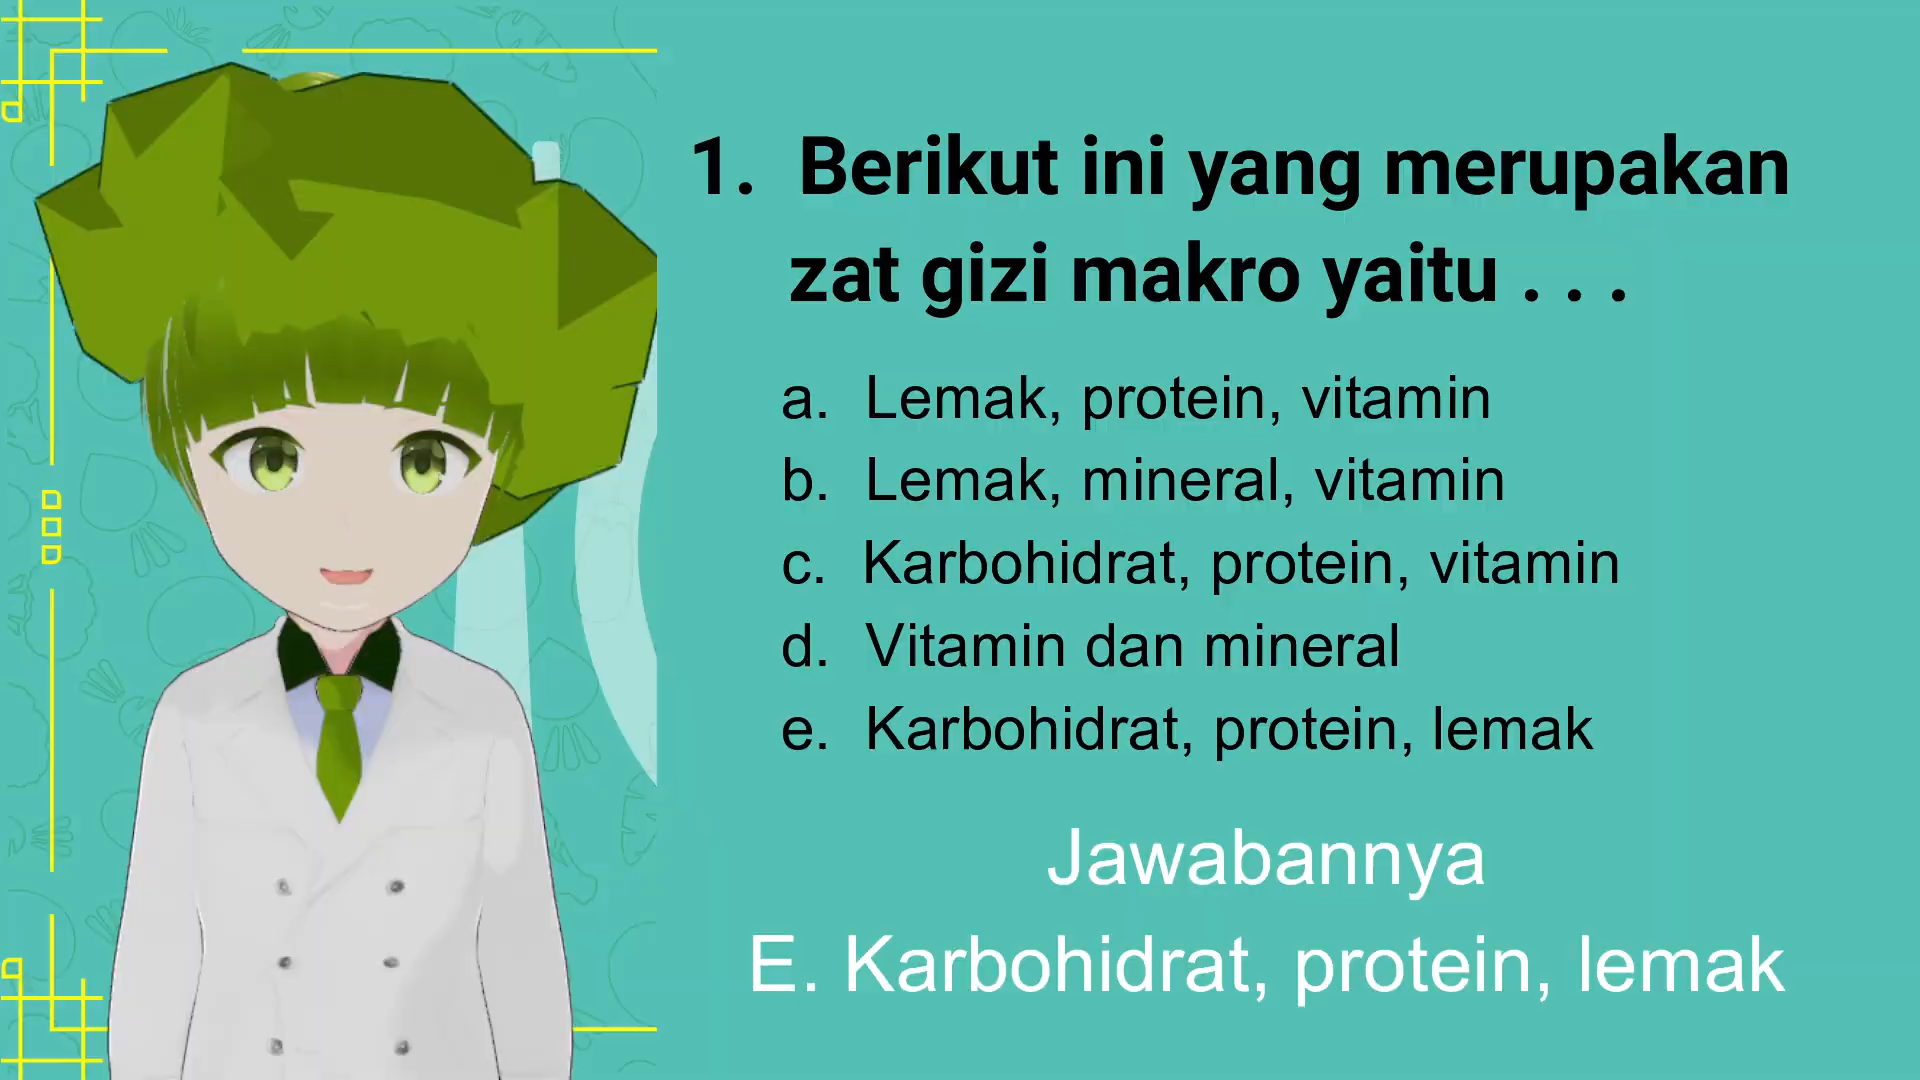 1. Berikut ini yang merupakan
zat gizi makro yaitu . . .
a. Lemak, protein, vitamin
b. Lemak, mineral, vitamin
c. Karbohidrat, protein, vitamin
d. Vitamin dan mineral
e. Karbohidrat, protein, lemak
Jawabannya
E. Karbohidrat, protein, lemak